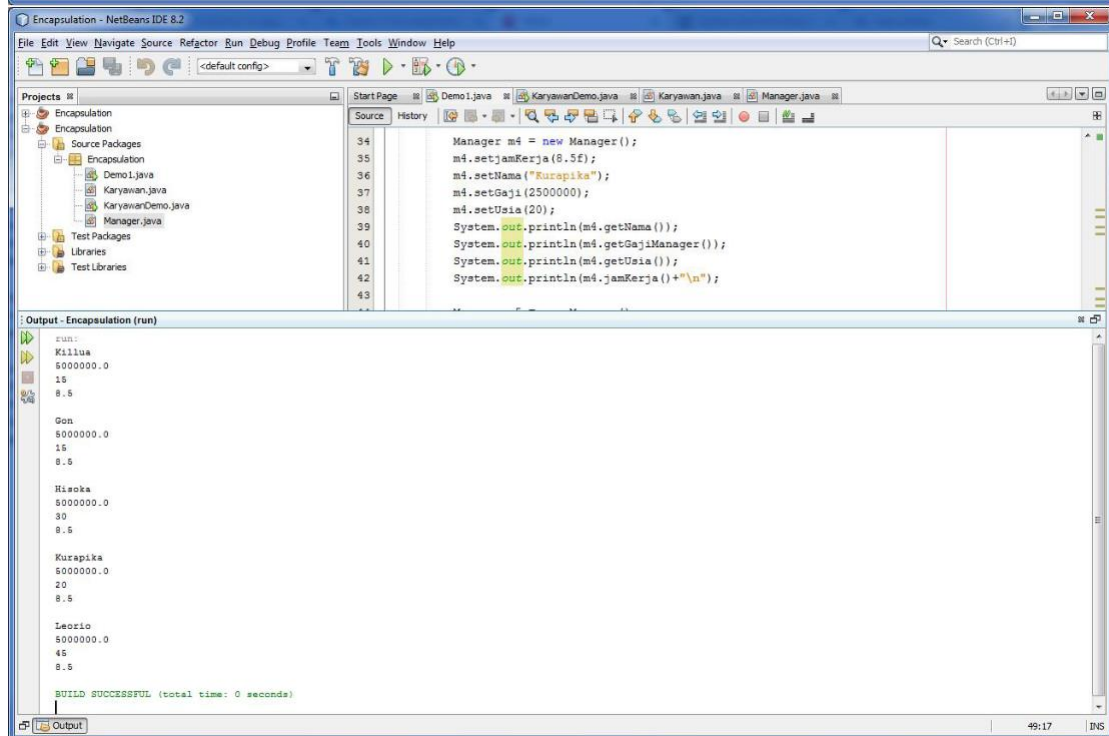 Encapsulation - NetBeans IDE 8.2
File Edit View Navigate Source Refactor Run Debug Profile Team Tools Window Help
Search (Ctrl+I)
<default config>
Projects
Encapsulation
Encapsulation
Source Packages
Encapsulation
Demo1.java
Karyawan.java
KaryawanDemo.java
Manager.java
Test Packages
Libraries
Test Libraries
Start Page Demo1.java KaryawanDemo.java Karyawan.java Manager.java
Source History
34 Manager m4 = new Manager();
35 m4.setjamKerja(8.5f);
36 m4.setNama("Kurapika");
37 m4.setGaji(2500000);
38 m4.setUsia(20);
39 System.out.println(m4.getNama());
40 System.out.println(m4.getGajiManager());
41 System.out.println(m4.getUsia());
42 System.out.println(m4.jamKerja()+"\n");
43
Output - Encapsulation (run)
run:
Killua
5000000.0
15
8.5
Gon
5000000.0
15
8.5
Hisoka
5000000.0
30
8.5
Kurapika
5000000.0
20
8.5
Leorio
5000000.0
45
8.5
BUILD SUCCESSFUL (total time: 0 seconds)
Output
49:17 INS